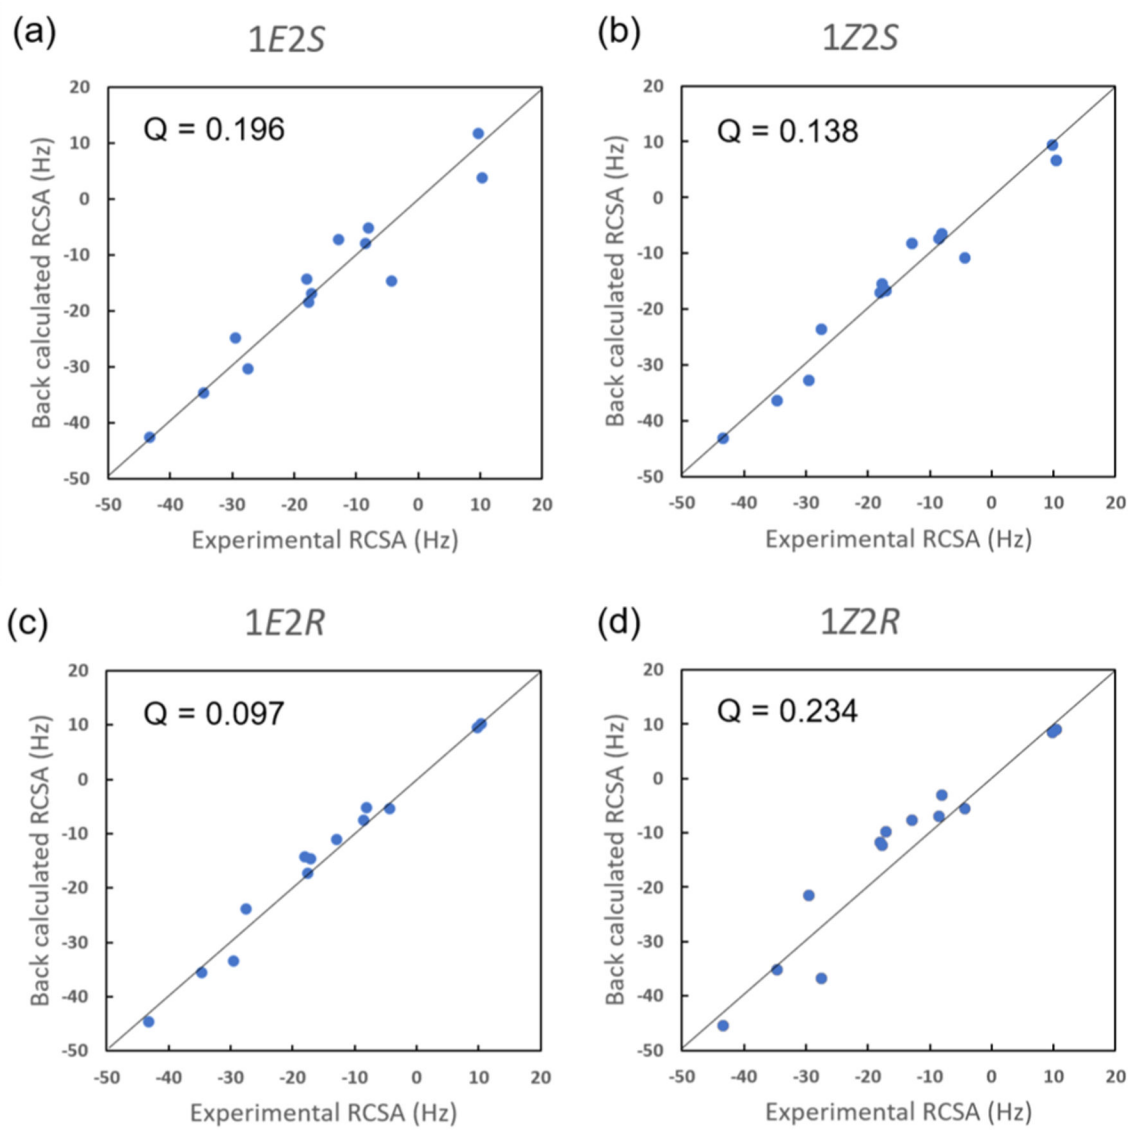 (a)
1E2S
Q = 0.196
20
10
0
-10
-20
-30
-40
-50
-50 -40 -30 -20 -10 0 10 20
Back calculated RCSA (Hz)
Experimental RCSA (Hz)
(b)
1Z2S
Q = 0.138
20
10
0
-10
-20
-30
-40
-50
-50 -40 -30 -20 -10 0 10 20
Back calculated RCSA (Hz)
Experimental RCSA (Hz)
(c)
1E2R
Q = 0.097
20
10
0
-10
-20
-30
-40
-50
-50 -40 -30 -20 -10 0 10 20
Back calculated RCSA (Hz)
Experimental RCSA (Hz)
(d)
1Z2R
Q = 0.234
20
10
0
-10
-20
-30
-40
-50
-50 -40 -30 -20 -10 0 10 20
Back calculated RCSA (Hz)
Experimental RCSA (Hz)